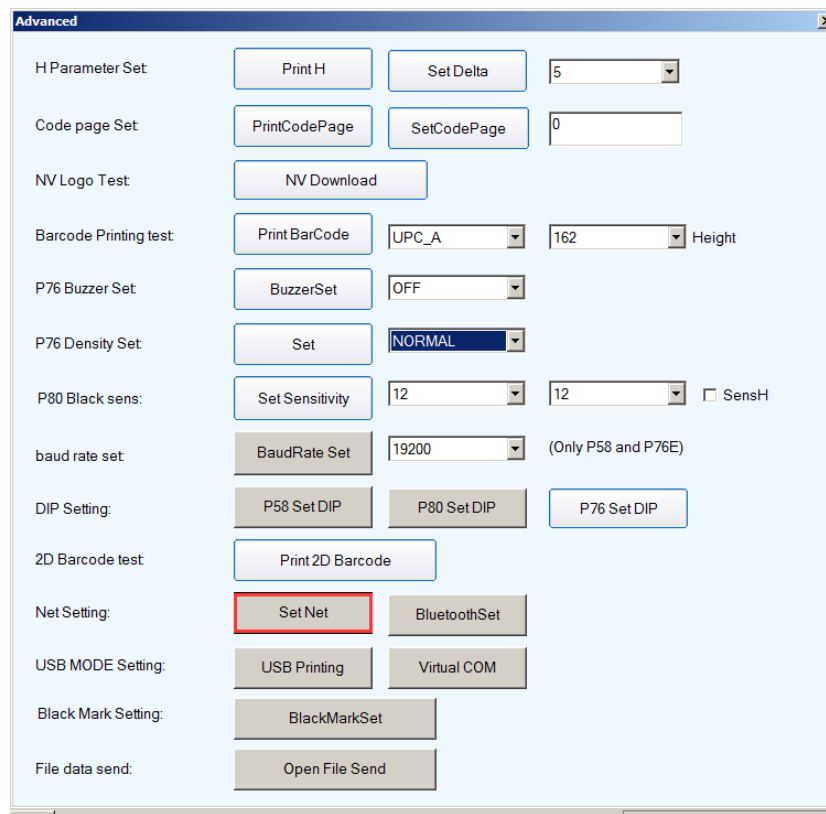 Advanced
H Parameter Set: Print H Set Delta 5
Code page Set: PrintCodePage SetCodePage 0
NV Logo Test: NV Download
Barcode Printing test: Print BarCode UPC_A 162 Height
P76 Buzzer Set: BuzzerSet OFF
P76 Density Set: Set NORMAL
P80 Black sens: Set Sensitivity 12 12 SensH
baud rate set: BaudRate Set 19200 (Only P58 and P76E)
DIP Setting: P58 Set DIP P80 Set DIP P76 Set DIP
2D Barcode test: Print 2D Barcode
Net Setting: Set Net BluetoothSet
USB MODE Setting: USB Printing Virtual COM
Black Mark Setting: BlackMarkSet
File data send: Open File Send